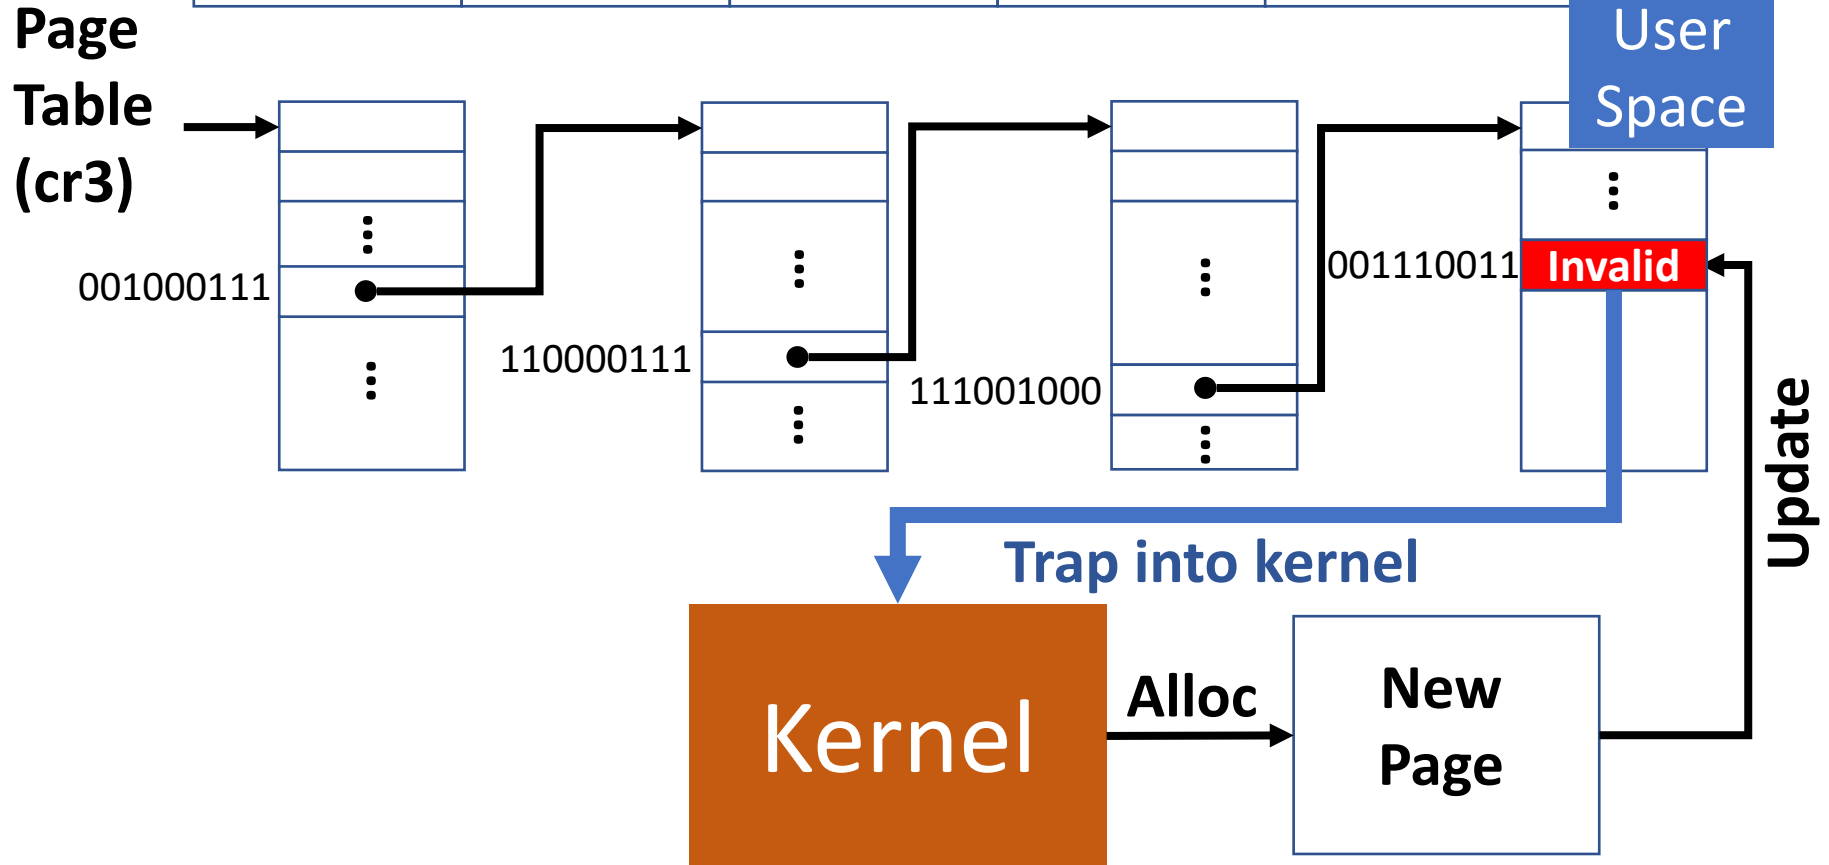 Page
Table
(cr3)
User
Space
001000111
110000111
111001000
001110011
Invalid
Trap into kernel
Update
Kernel
Alloc
New
Page